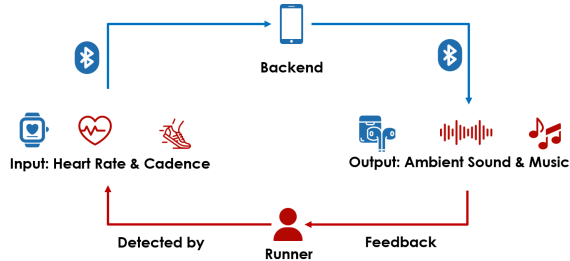 Backend
Input: Heart Rate & Cadence
Output: Ambient Sound & Music
Detected by
Runner
Feedback